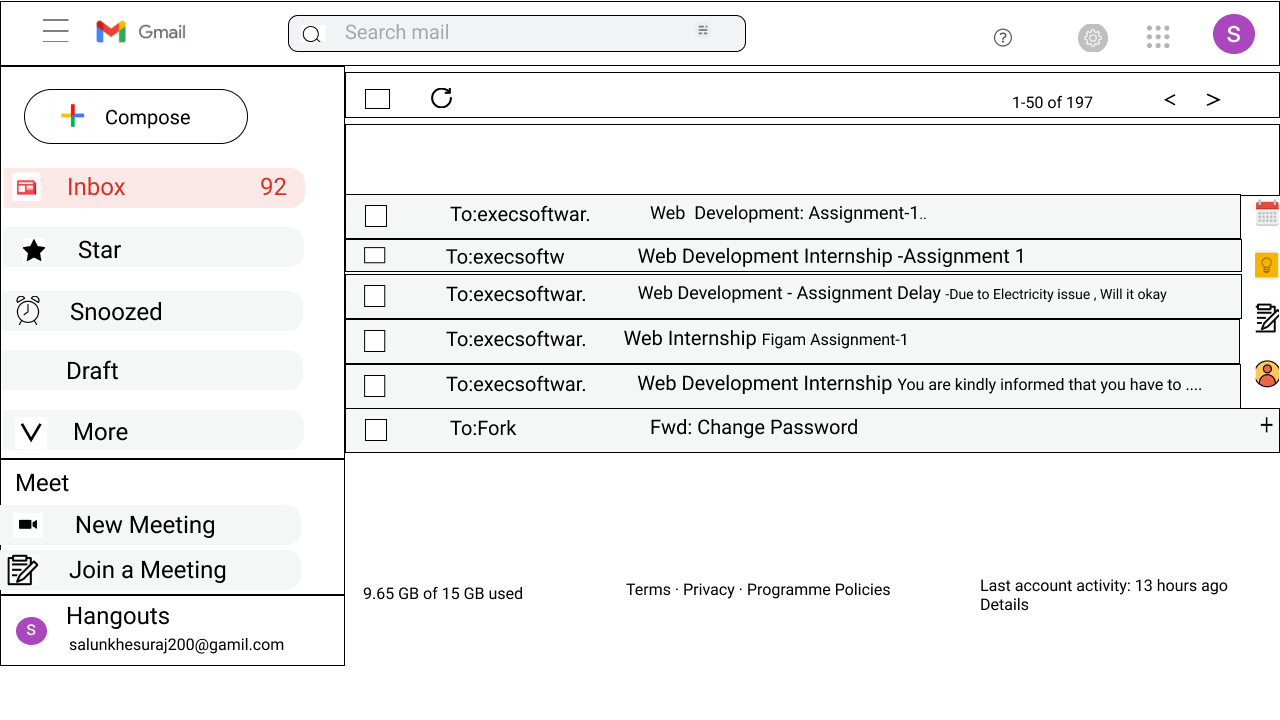 Gmail
Search mail
S
Compose
1-50 of 197
< >
Inbox 92
Star
Snoozed
Draft
More
To:execsoftwar. Web Development: Assignment-1..
To:execsoftw Web Development Internship -Assignment 1
To:execsoftwar. Web Development - Assignment Delay -Due to Electricity issue , Will it okay
To:execsoftwar. Web Internship Figam Assignment-1
To:execsoftwar. Web Development Internship You are kindly informed that you have to ....
To:Fork Fwd: Change Password +
Meet
New Meeting
Join a Meeting
Hangouts
S
salunkhesuraj200@gamil.com
9.65 GB of 15 GB used
Terms · Privacy · Programme Policies
Last account activity: 13 hours ago
Details